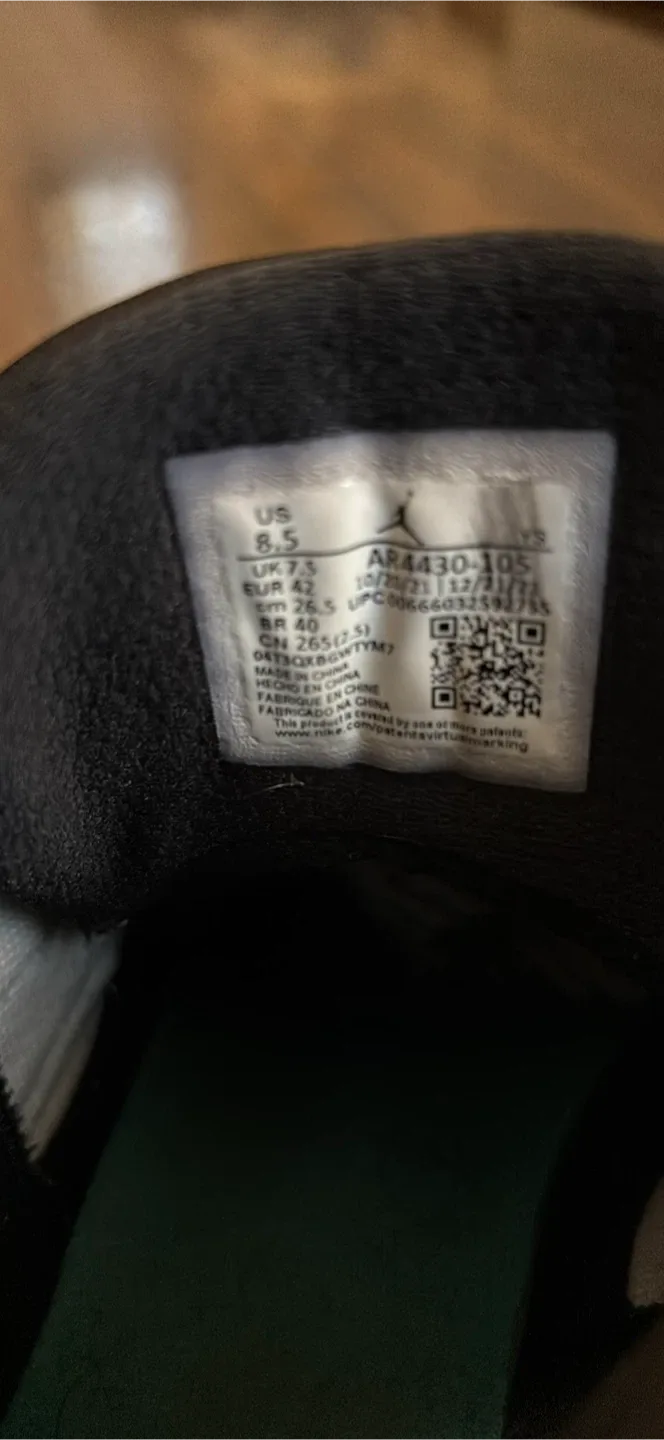 US
8.5
UK 7.5
EUR 42
cm 26.5
BR 40
CN 265(2.5)
AR4430-105
MADE IN CHINA
HECHO EN CHINA
FABRIQUE EN CHINE
FABRICADO NA CHINA
This product is covered by one or more patents:
www.nike.com/patentsvirtualmarking